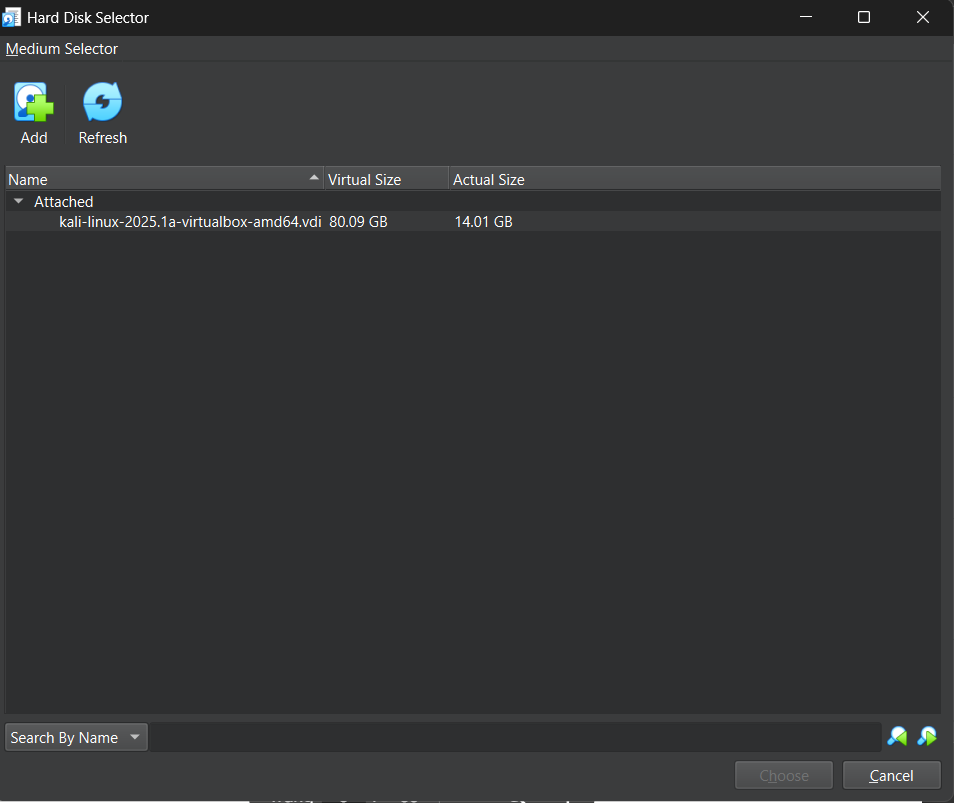 Hard Disk Selector
Medium Selector
Add Refresh
Name Virtual Size Actual Size
Attached
kali-linux-2025.1a-virtualbox-amd64.vdi 80.09 GB 14.01 GB
Search By Name
Choose Cancel